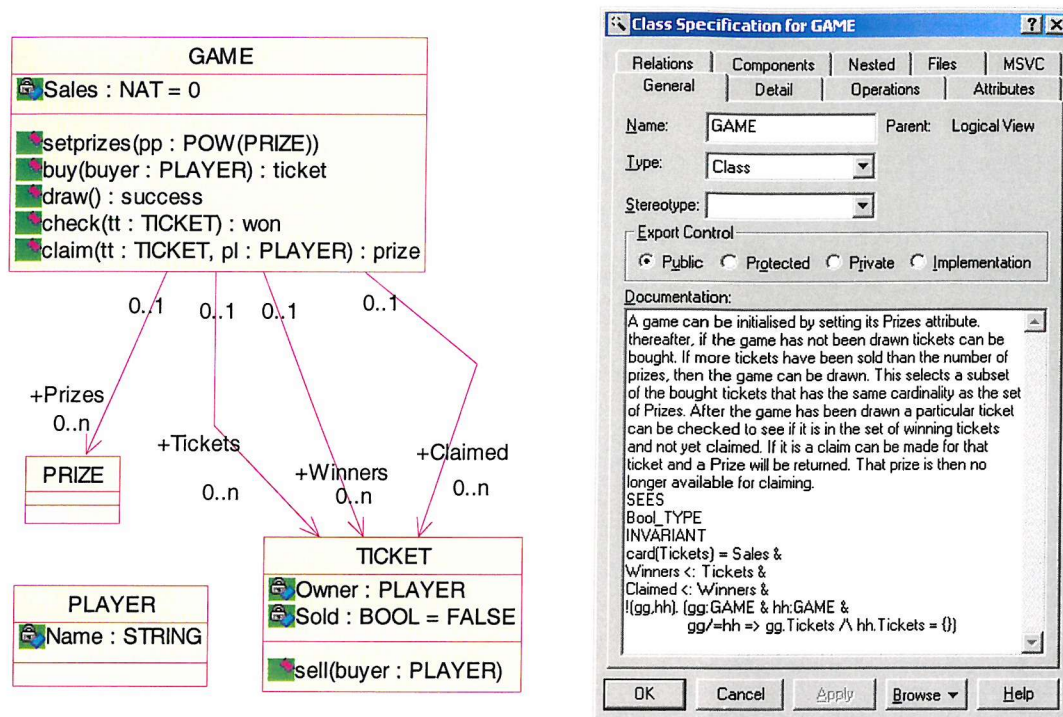 GAME
Sales : NAT = 0
setprizes(pp : POW(PRIZE))
buy(buyer : PLAYER) : ticket
draw() : success
check(tt : TICKET) : won
claim(tt : TICKET, pl : PLAYER) : prize
0..1
0..1
0..1
0..1
+Prizes
0..n
+Tickets
0..n
+Winners
0..n
+Claimed
0..n
PRIZE
TICKET
Owner : PLAYER
Sold : BOOL = FALSE
sell(buyer : PLAYER)
PLAYER
Name : STRING
Class Specification for GAME
Relations Components Nested Files MSVC
General Detail Operations Attributes
Name: GAME Parent: Logical View
Type: Class
Stereotype:
Export Control
Public Protected Private Implementation
Documentation:
A game can be initialised by setting its Prizes attribute.
thereafter, if the game has not been drawn tickets can be
bought. If more tickets have been sold than the number of
prizes, then the game can be drawn. This selects a subset
of the bought tickets that has the same cardinality as the set
of Prizes. After the game has been drawn a particular ticket
can be checked to see if it is in the set of winning tickets
and not yet claimed. If it is a claim can be made for that
ticket and a Prize will be returned. That prize is then no
longer available for claiming.
SEES
Bool_TYPE
INVARIANT
card(Tickets) = Sales &
Winners <: Tickets &
Claimed <: Winners &
!(gg,hh). (gg:GAME & hh:GAME &
gg/=hh => gg.Tickets /\ hh.Tickets = {})
OK Cancel Apply Browse Help